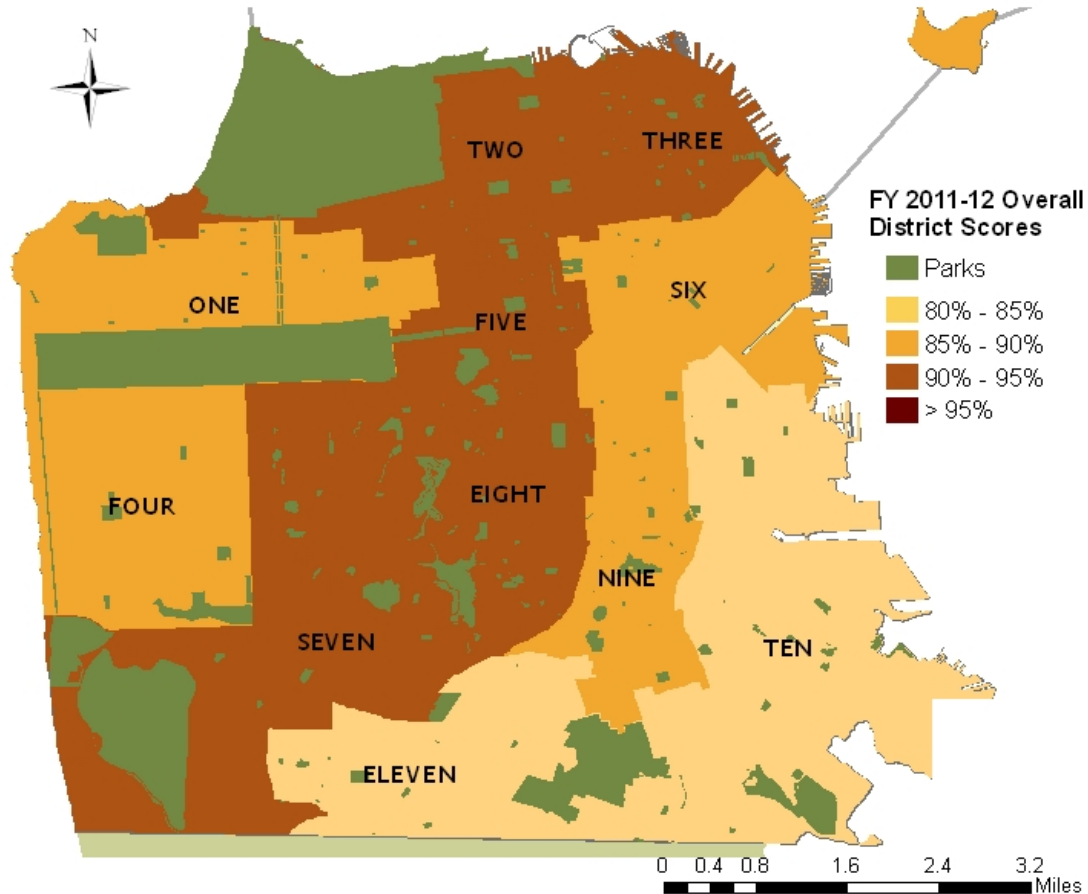 N
TWO
THREE
FY 2011-12 Overall
District Scores
Parks
80% - 85%
85% - 90%
90% - 95%
> 95%
ONE
SIX
FIVE
FOUR
EIGHT
NINE
SEVEN
TEN
ELEVEN
0 0.4 0.8 1.6 2.4 3.2
Miles